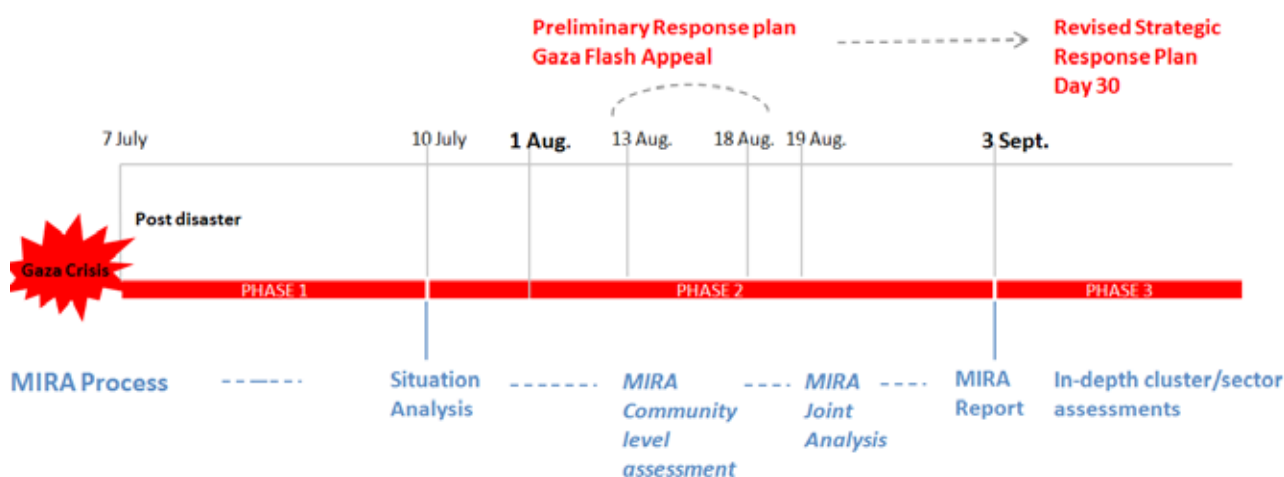 Preliminary Response plan
Gaza Flash Appeal
Revised Strategic
Response Plan
Day 30
7 July
10 July
1 Aug.
13 Aug.
18 Aug.
19 Aug.
3 Sept.
Post disaster
Gaza Crisis
PHASE 1
PHASE 2
PHASE 3
MIRA Process
Situation
Analysis
MIRA
Community
level
assessment
MIRA
Joint
Analysis
MIRA
Report
In-depth cluster/sector
assessments